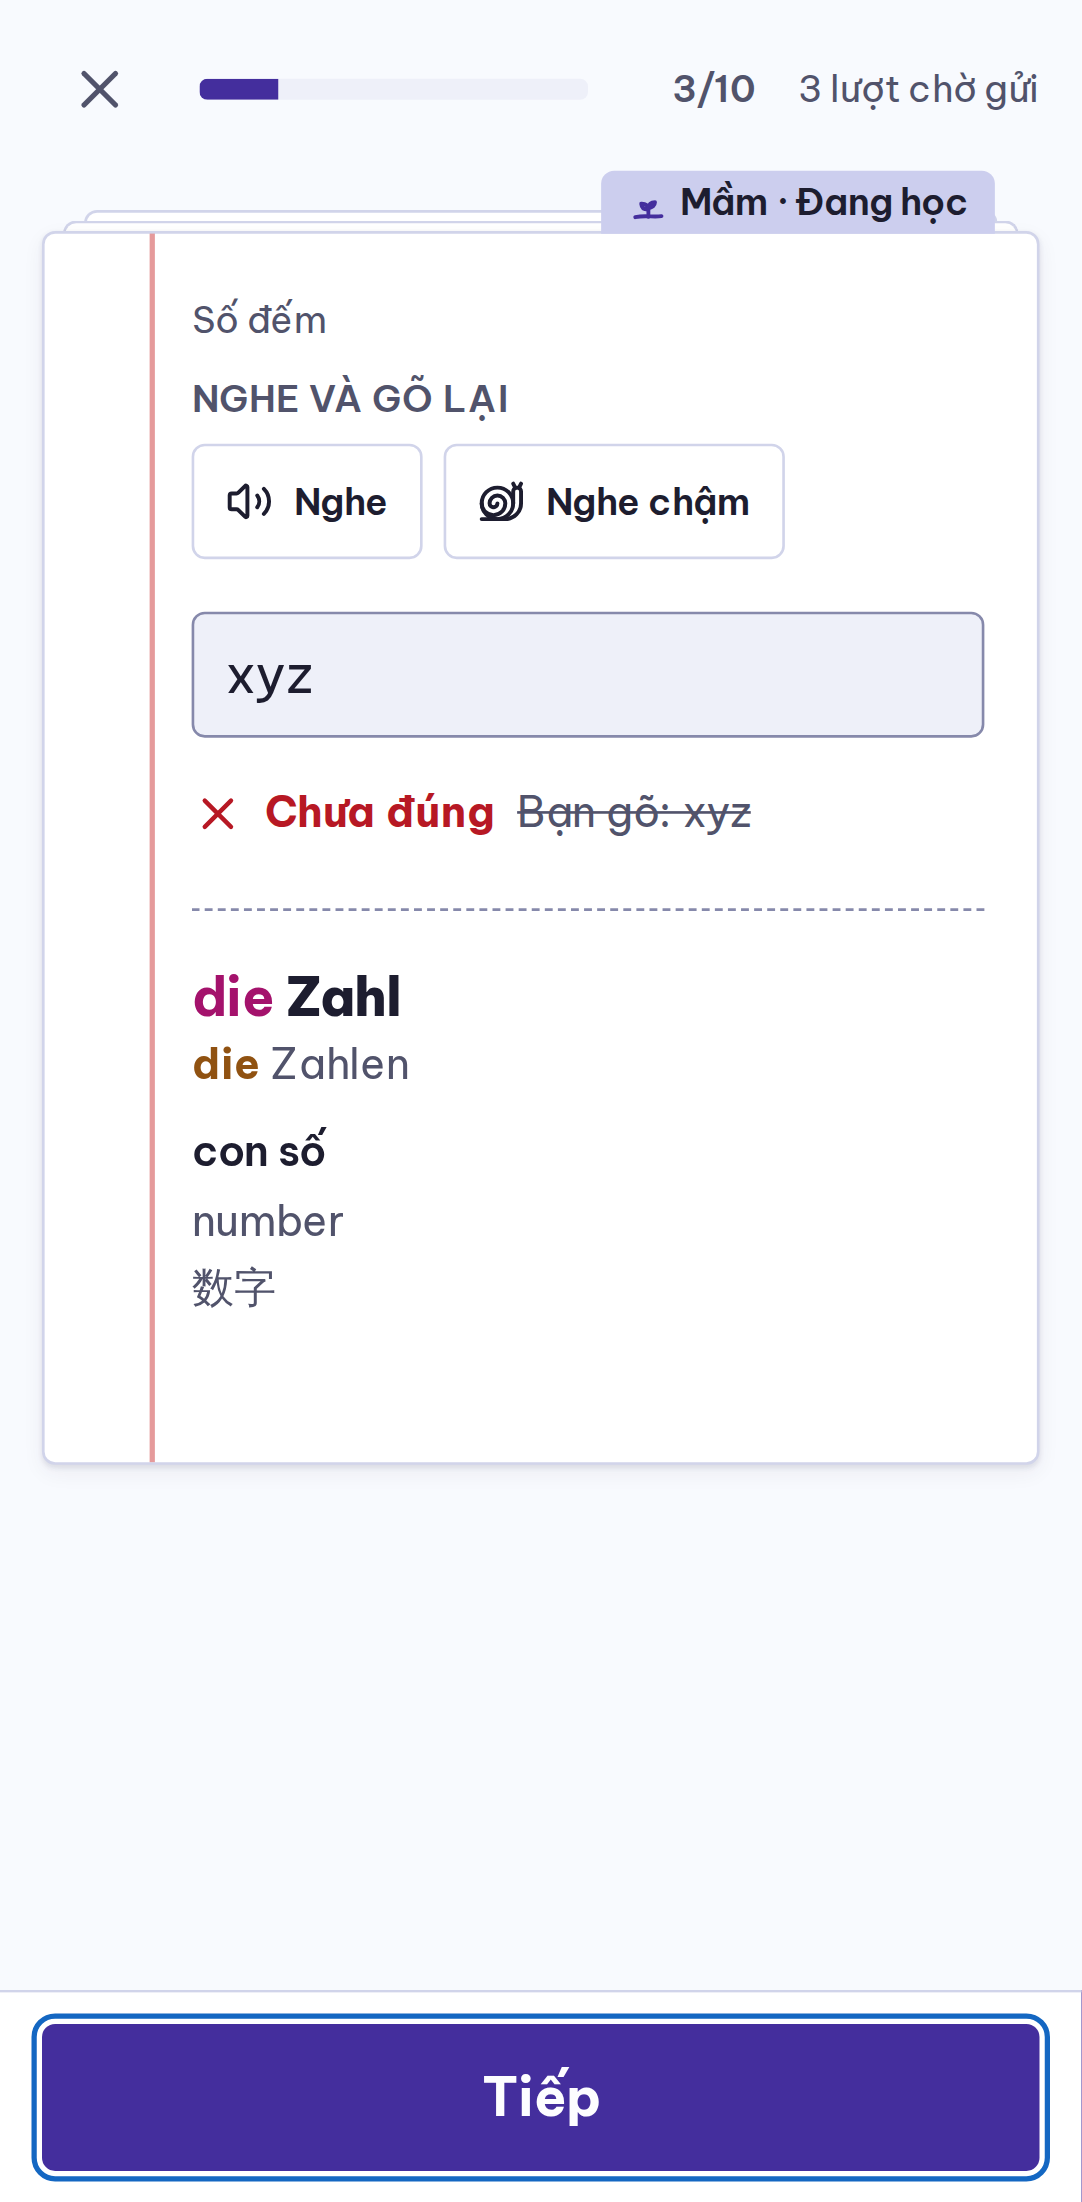 3/10 3 lượt chờ gửi
Mầm · Đang học
Số đếm
NGHE VÀ GÕ LẠI
Nghe Nghe chậm
xyz
Chưa đúng Bạn gõ: xyz
die Zahl
die Zahlen
con số
number
数字
Tiếp